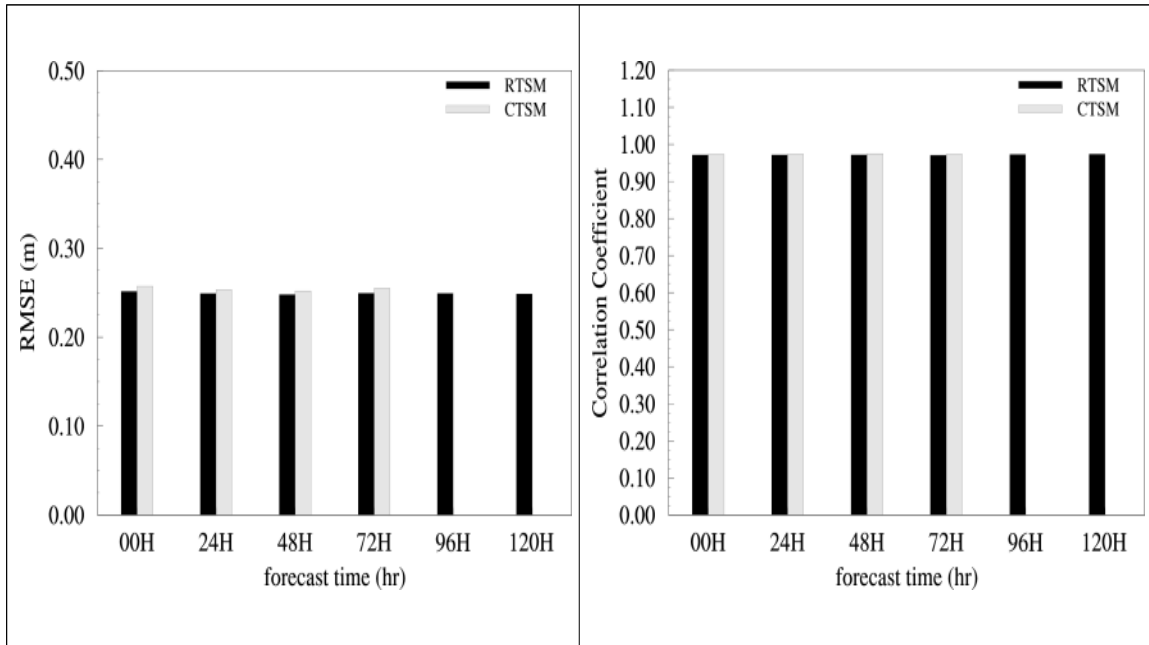 0.50
0.40
0.30
0.20
0.10
0.00
RMSE (m)
RTSM
CTSM
00H 24H 48H 72H 96H 120H
forecast time (hr)
1.20
1.10
1.00
0.90
0.80
0.70
0.60
0.50
0.40
0.30
0.20
0.10
0.00
Correlation Coefficient
RTSM
CTSM
00H 24H 48H 72H 96H 120H
forecast time (hr)